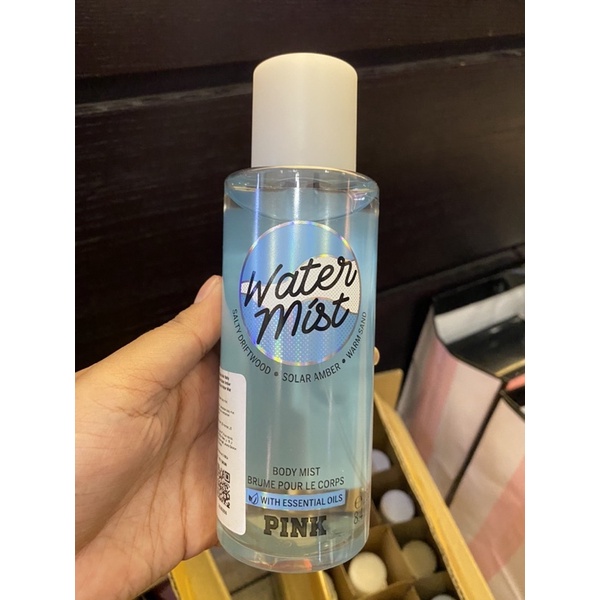 Water
Mist
SALTY DRIFTWOOD • SOLAR AMBER • WARM SAND
BODY MIST
BRUME POUR LE CORPS
WITH ESSENTIAL OILS
PINK